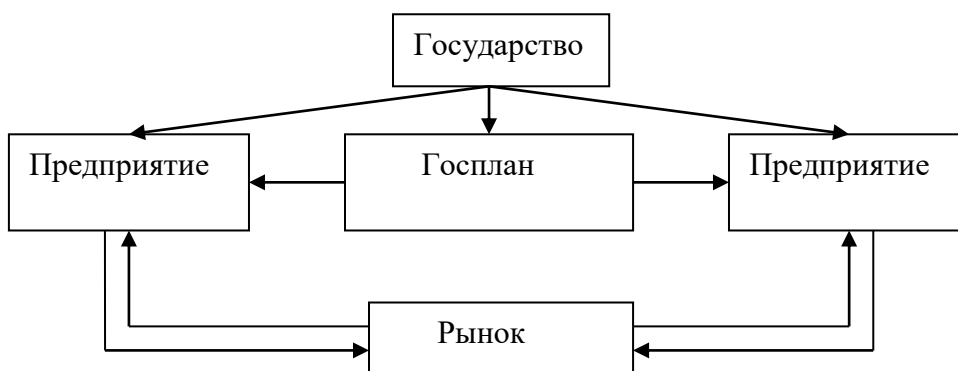 Государство
Предприятие
Госплан
Предприятие
Рынок